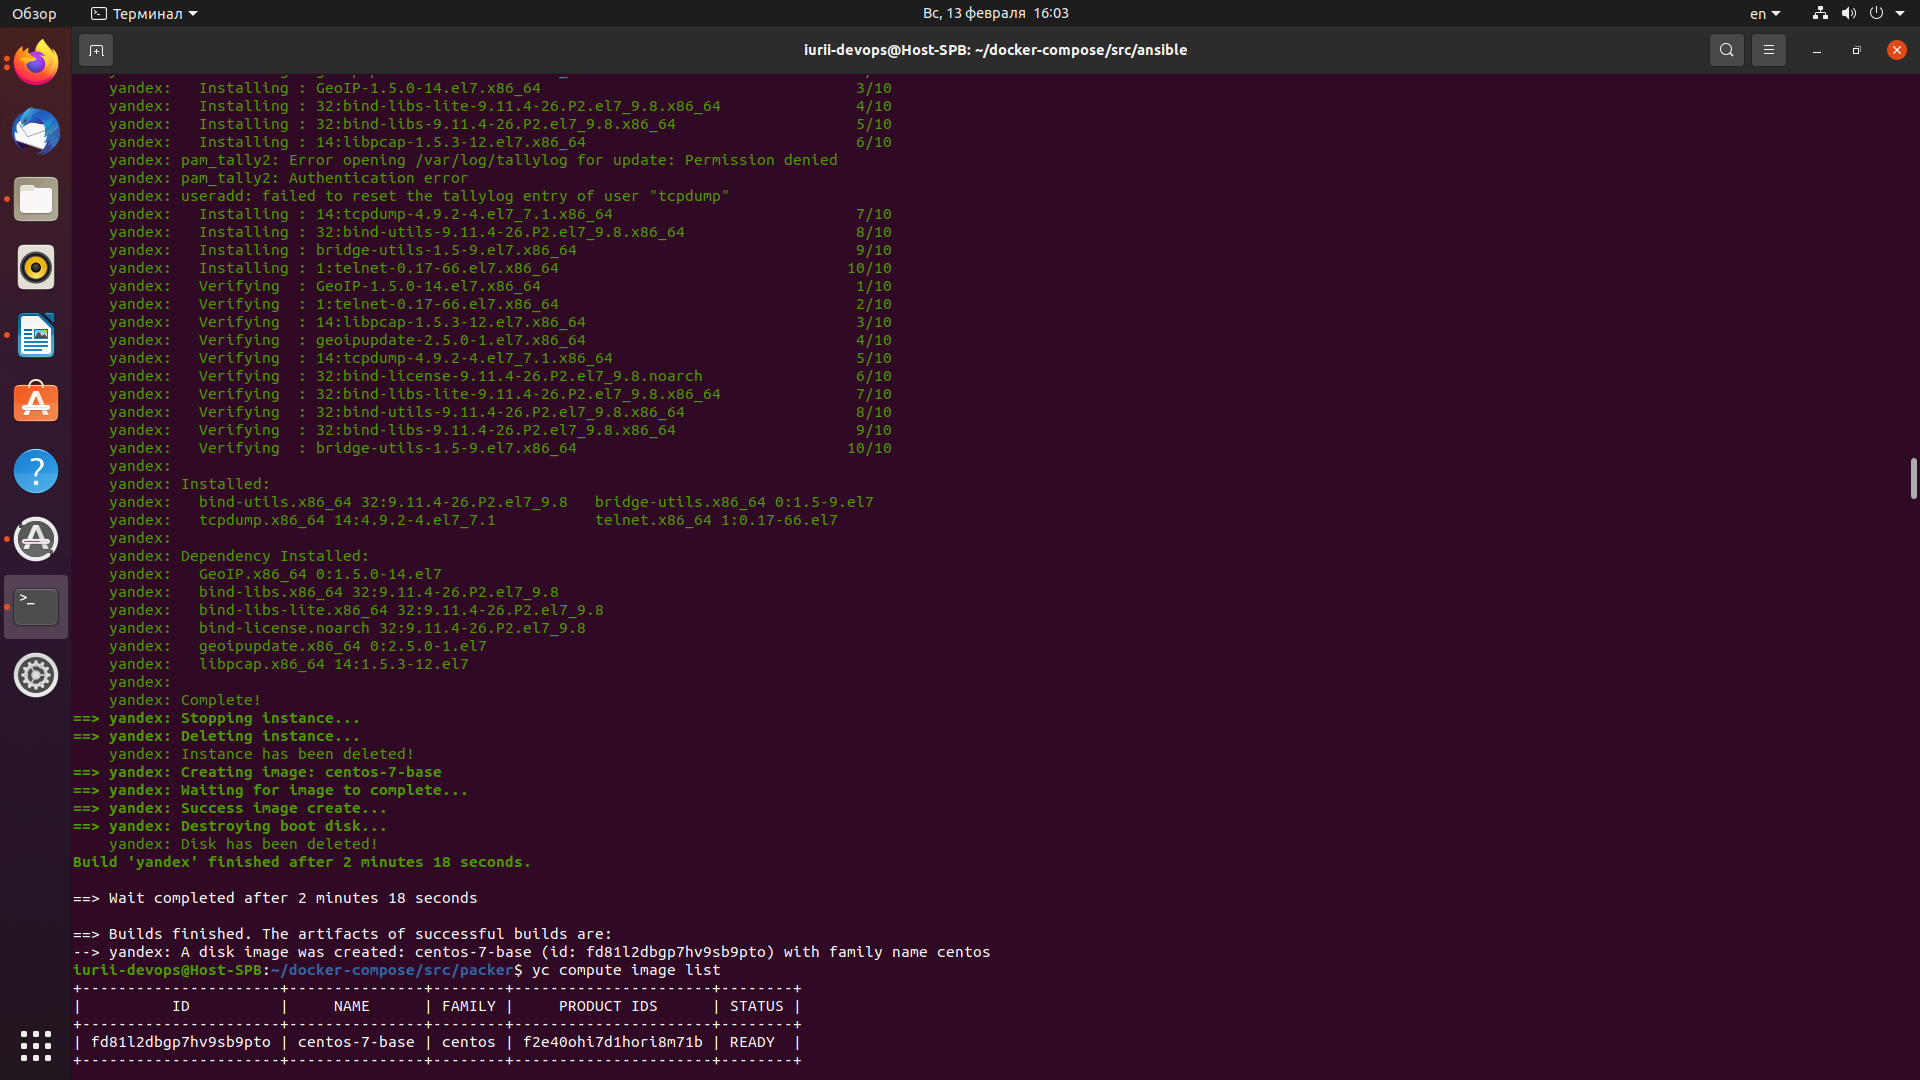 Обзор Терминал Вс, 13 февраля 16:03 en
iurii-devops@Host-SPB: ~/docker-compose/src/ansible
yandex:   Installing : GeoIP-1.5.0-14.el7.x86_64                                   3/10
yandex:   Installing : 32:bind-libs-lite-9.11.4-26.P2.el7_9.8.x86_64               4/10
yandex:   Installing : 32:bind-libs-9.11.4-26.P2.el7_9.8.x86_64                    5/10
yandex:   Installing : 14:libpcap-1.5.3-12.el7.x86_64                              6/10
yandex: pam_tally2: Error opening /var/log/tallylog for update: Permission denied
yandex: pam_tally2: Authentication error
yandex: useradd: failed to reset the tallylog entry of user "tcpdump"
yandex:   Installing : 14:tcpdump-4.9.2-4.el7_7.1.x86_64                           7/10
yandex:   Installing : 32:bind-utils-9.11.4-26.P2.el7_9.8.x86_64                   8/10
yandex:   Installing : bridge-utils-1.5-9.el7.x86_64                               9/10
yandex:   Installing : 1:telnet-0.17-66.el7.x86_64                                10/10
yandex:   Verifying  : GeoIP-1.5.0-14.el7.x86_64                                   1/10
yandex:   Verifying  : 1:telnet-0.17-66.el7.x86_64                                 2/10
yandex:   Verifying  : 14:libpcap-1.5.3-12.el7.x86_64                              3/10
yandex:   Verifying  : geoipupdate-2.5.0-1.el7.x86_64                              4/10
yandex:   Verifying  : 14:tcpdump-4.9.2-4.el7_7.1.x86_64                           5/10
yandex:   Verifying  : 32:bind-license-9.11.4-26.P2.el7_9.8.noarch                 6/10
yandex:   Verifying  : 32:bind-libs-lite-9.11.4-26.P2.el7_9.8.x86_64               7/10
yandex:   Verifying  : 32:bind-utils-9.11.4-26.P2.el7_9.8.x86_64                   8/10
yandex:   Verifying  : 32:bind-libs-9.11.4-26.P2.el7_9.8.x86_64                    9/10
yandex:   Verifying  : bridge-utils-1.5-9.el7.x86_64                              10/10
yandex:
yandex: Installed:
yandex:   bind-utils.x86_64 32:9.11.4-26.P2.el7_9.8   bridge-utils.x86_64 0:1.5-9.el7
yandex:   tcpdump.x86_64 14:4.9.2-4.el7_7.1           telnet.x86_64 1:0.17-66.el7
yandex:
yandex: Dependency Installed:
yandex:   GeoIP.x86_64 0:1.5.0-14.el7
yandex:   bind-libs.x86_64 32:9.11.4-26.P2.el7_9.8
yandex:   bind-libs-lite.x86_64 32:9.11.4-26.P2.el7_9.8
yandex:   bind-license.noarch 32:9.11.4-26.P2.el7_9.8
yandex:   geoipupdate.x86_64 0:2.5.0-1.el7
yandex:   libpcap.x86_64 14:1.5.3-12.el7
yandex:
yandex: Complete!
==> yandex: Stopping instance...
==> yandex: Deleting instance...
yandex: Instance has been deleted!
==> yandex: Creating image: centos-7-base
==> yandex: Waiting for image to complete...
==> yandex: Success image create...
==> yandex: Destroying boot disk...
yandex: Disk has been deleted!
Build 'yandex' finished after 2 minutes 18 seconds.
==> Wait completed after 2 minutes 18 seconds
==> Builds finished. The artifacts of successful builds are:
--> yandex: A disk image was created: centos-7-base (id: fd81l2dbgp7hv9sb9pto) with family name centos
iurii-devops@Host-SPB:~/docker-compose/src/packer$ yc compute image list
+----------------------+---------------+--------+----------------------+--------+
|          ID          |     NAME      | FAMILY |     PRODUCT IDS      | STATUS |
+----------------------+---------------+--------+----------------------+--------+
| fd81l2dbgp7hv9sb9pto | centos-7-base | centos | f2e40ohi7d1hori8m71b | READY  |
+----------------------+---------------+--------+----------------------+--------+